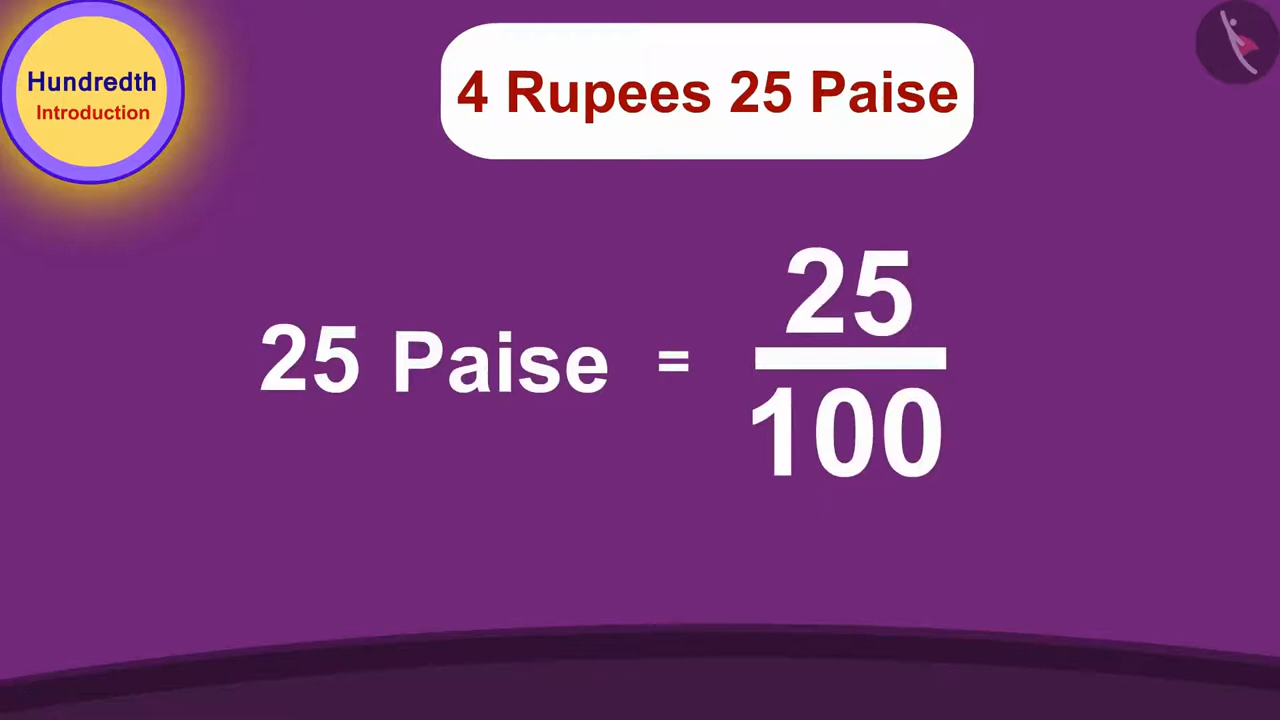 Hundredth
Introduction
4 Rupees 25 Paise
25 Paise = 25/100